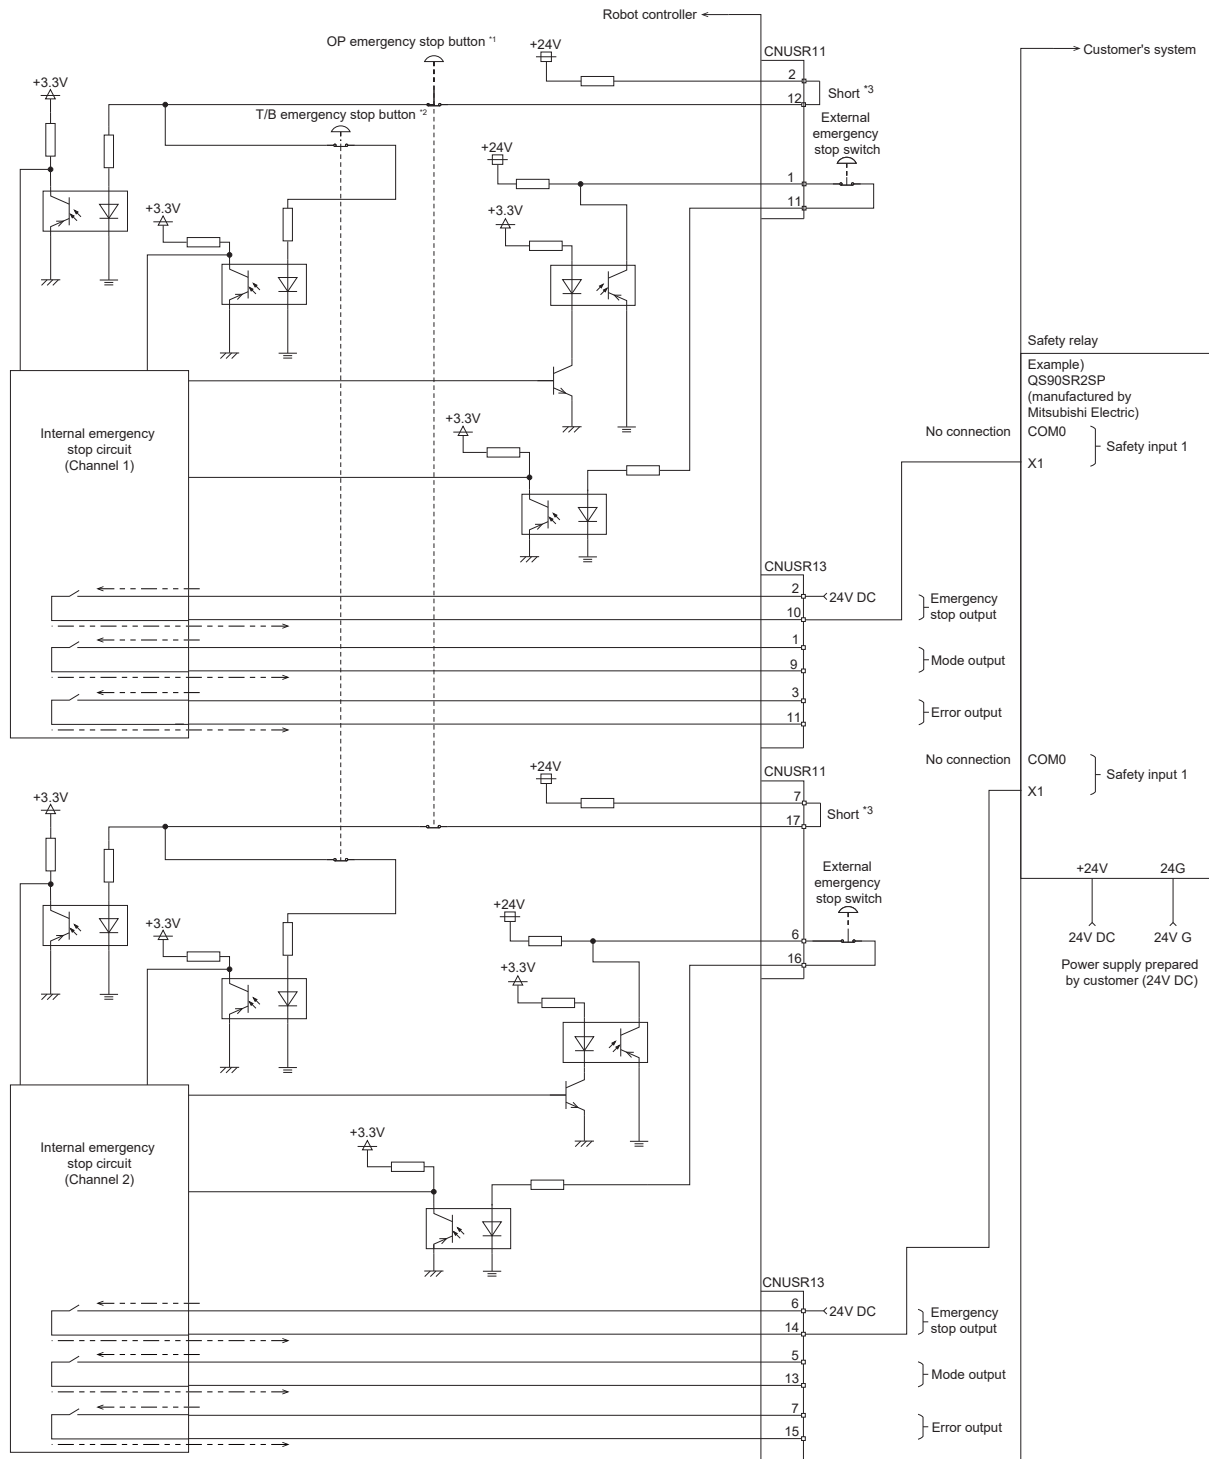 Robot controller
OP emergency stop button *1
+24V
CNUSR11
Customer's system
2
+3.3V
Short *3
12
T/B emergency stop button *2
External
emergency
stop switch
+24V
1
11
+3.3V
+3.3V
Safety relay
Example)
QS90SR2SP
(manufactured by
Mitsubishi Electric)
+3.3V
No connection
COM0
Safety input 1
X1
Internal emergency
stop circuit
(Channel 1)
CNUSR13
2
24V DC
Emergency
stop output
10
1
Mode output
9
3
Error output
11
No connection
COM0
Safety input 1
X1
CNUSR11
+24V
7
+3.3V
Short *3
17
External
emergency
stop switch
+24V
24G
+24V
+3.3V
6
24V DC
24V G
16
+3.3V
Power supply prepared
by customer (24V DC)
+3.3V
Internal emergency
stop circuit
(Channel 2)
CNUSR13
6
24V DC
Emergency
stop output
14
5
Mode output
13
7
Error output
15